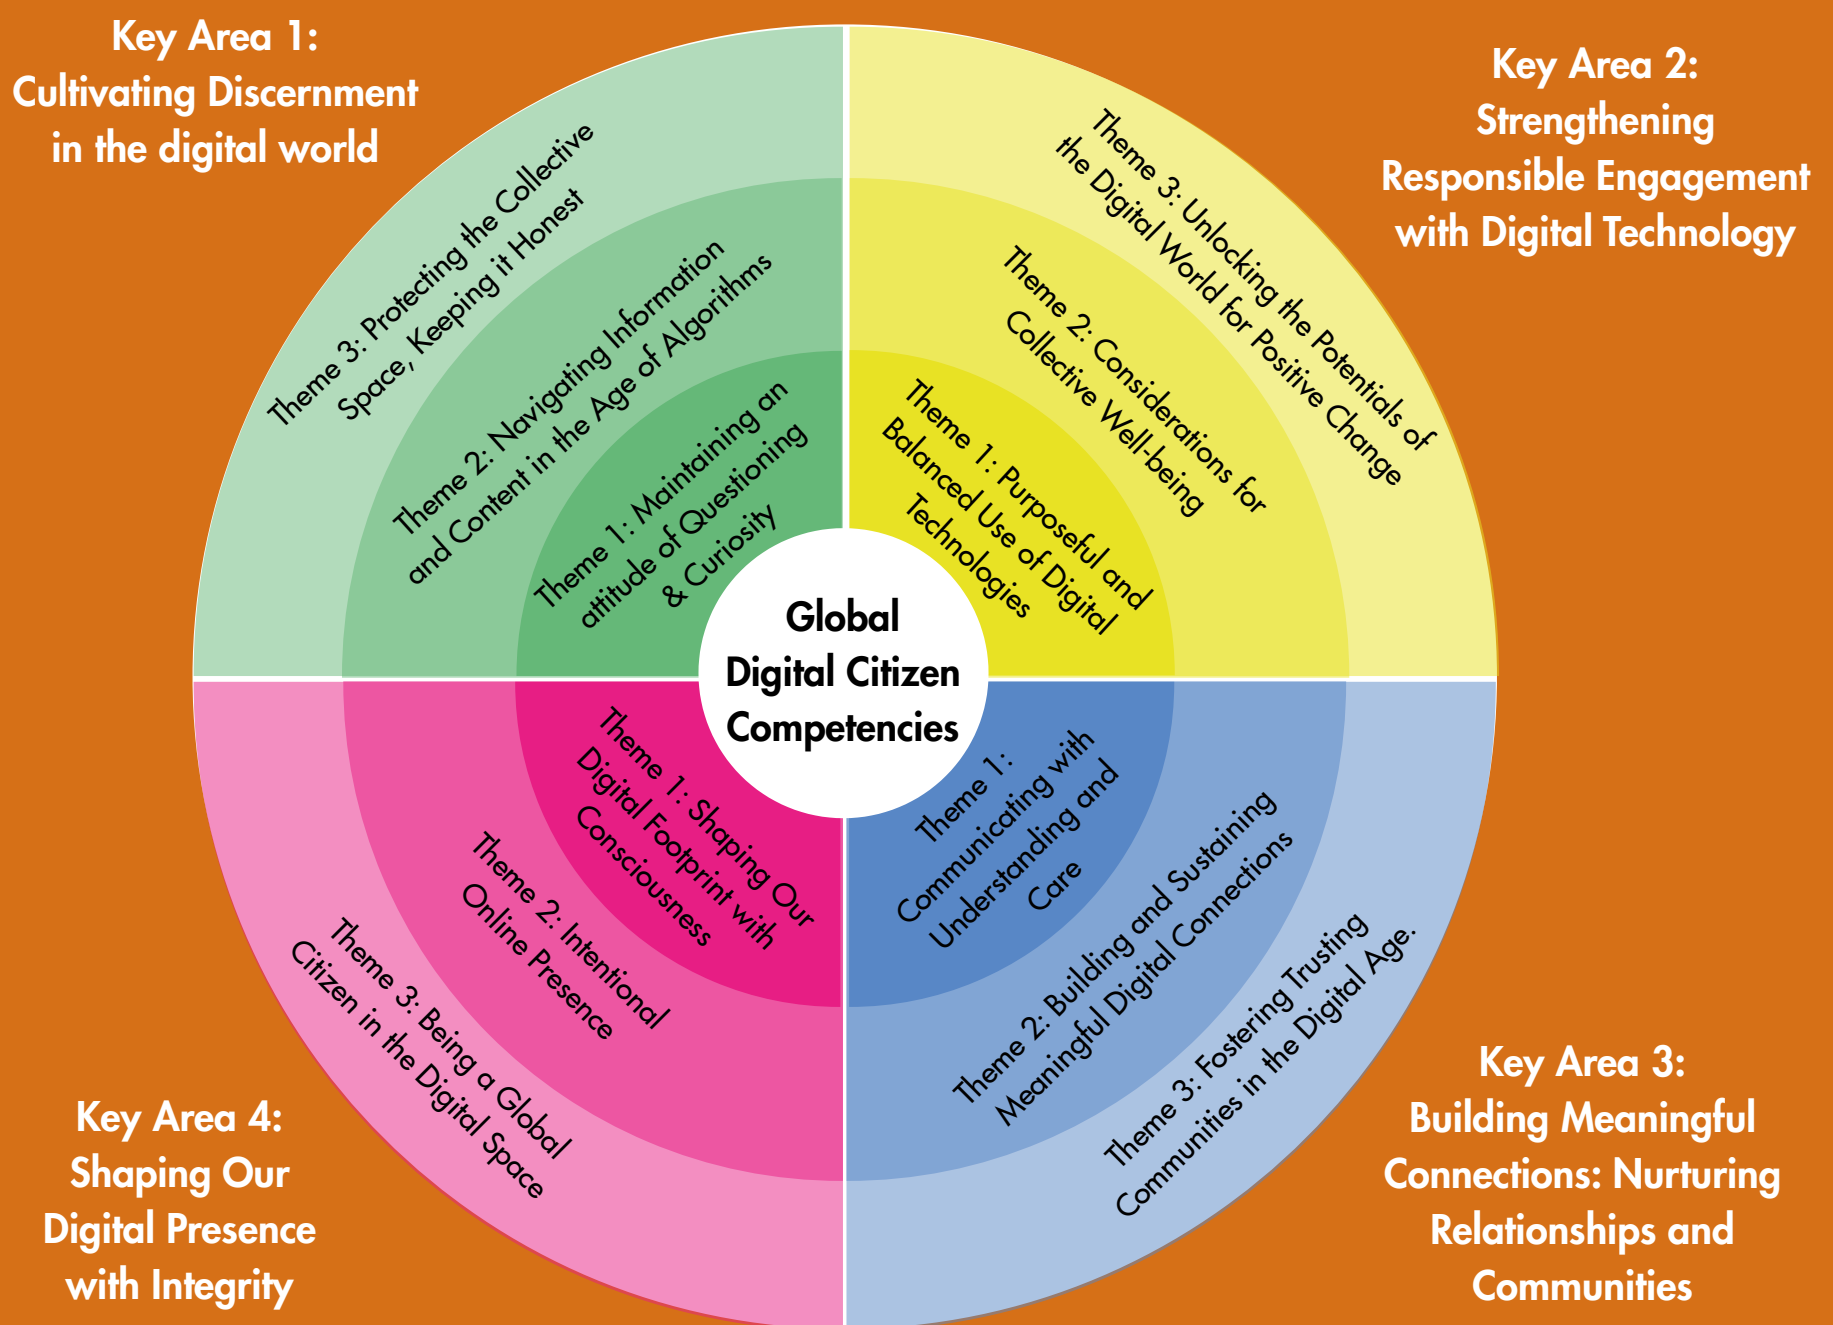 Key Area 1:
Cultivating Discernment
in the digital world
Theme 3: Protecting the Collective
Space, Keeping it Honest
Theme 2: Navigating Information
and Content in the Age of Algorithms
Theme 1: Maintaining an
attitude of Questioning
& Curiosity
Key Area 2:
Strengthening
Responsible Engagement
with Digital Technology
Theme 3: Unlocking the Potentials of
the Digital World for Positive Change
Theme 2: Considerations for
Collective Well-being
Theme 1: Purposeful and
Balanced Use of Digital
Technologies
Global
Digital Citizen
Competencies
Theme 1:
Communicating with
Understanding and
Care
Theme 2: Building and Sustaining
Meaningful Digital Connections
Theme 3: Fostering Trusting
Communities in the Digital Age.
Key Area 3:
Building Meaningful
Connections: Nurturing
Relationships and
Communities
Theme 1: Shaping Our
Digital Footprint with
Consciousness
Theme 2: Intentional
Online Presence
Theme 3: Being a Global
Citizen in the Digital Space
Key Area 4:
Shaping Our
Digital Presence
with Integrity